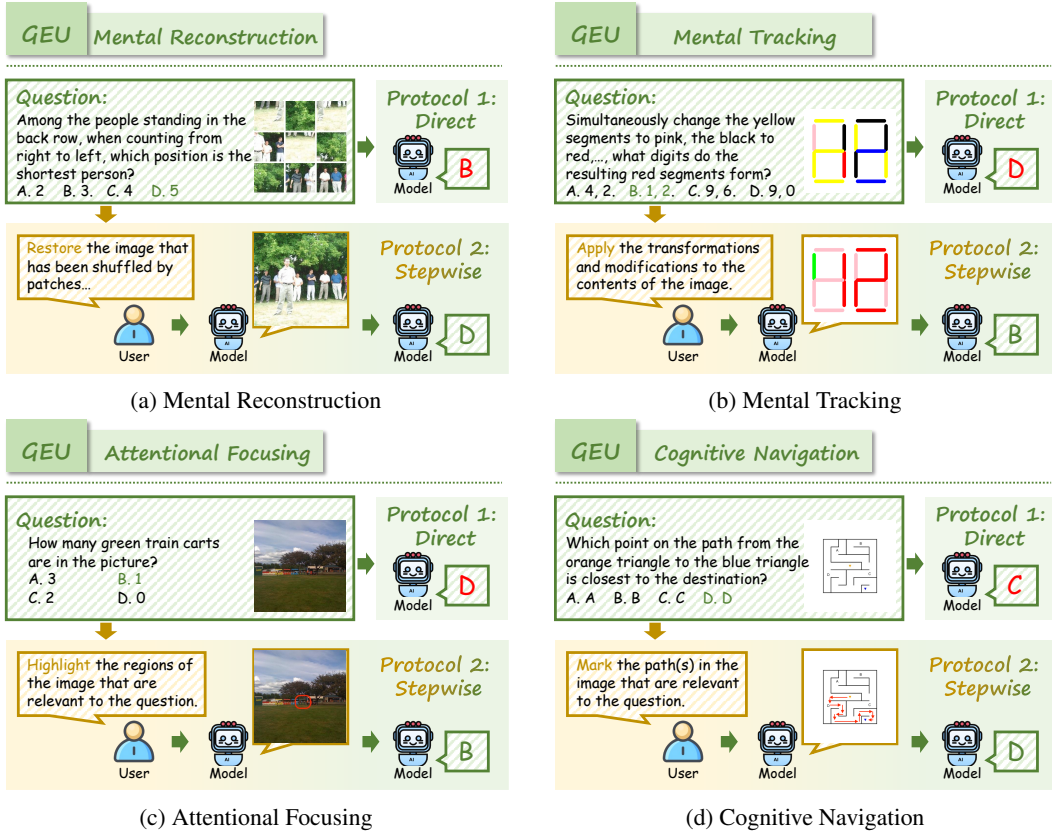 GEU Mental Reconstruction
Question:
Among the people standing in the
back row, when counting from
right to left, which position is the
shortest person?
A. 2 B. 3. C. 4 D. 5
Protocol 1:
Direct
Model
B
Restore the image that
has been shuffled by
patches...
User
AI
Model
Protocol 2:
Stepwise
AI
Model
D
(a) Mental Reconstruction
GEU Mental Tracking
Question:
Simultaneously change the yellow
segments to pink, the black to
red,..., what digits do the
resulting red segments form?
A. 4, 2. B. 1, 2. C. 9, 6. D. 9, 0
Protocol 1:
Direct
Model
D
Apply the transformations
and modifications to the
contents of the image.
User
AI
Model
Protocol 2:
Stepwise
AI
Model
B
(b) Mental Tracking
GEU Attentional Focusing
Question:
How many green train carts
are in the picture?
A. 3 B. 1
C. 2 D. 0
Protocol 1:
Direct
Model
D
Highlight the regions of
the image that are
relevant to the question.
User
AI
Model
Protocol 2:
Stepwise
AI
Model
B
(c) Attentional Focusing
GEU Cognitive Navigation
Question:
Which point on the path from the
orange triangle to the blue triangle
is closest to the destination?
A. A B. B C. C D. D
Protocol 1:
Direct
Model
C
Mark the path(s) in the
image that are relevant
to the question.
User
AI
Model
Protocol 2:
Stepwise
AI
Model
D
(d) Cognitive Navigation